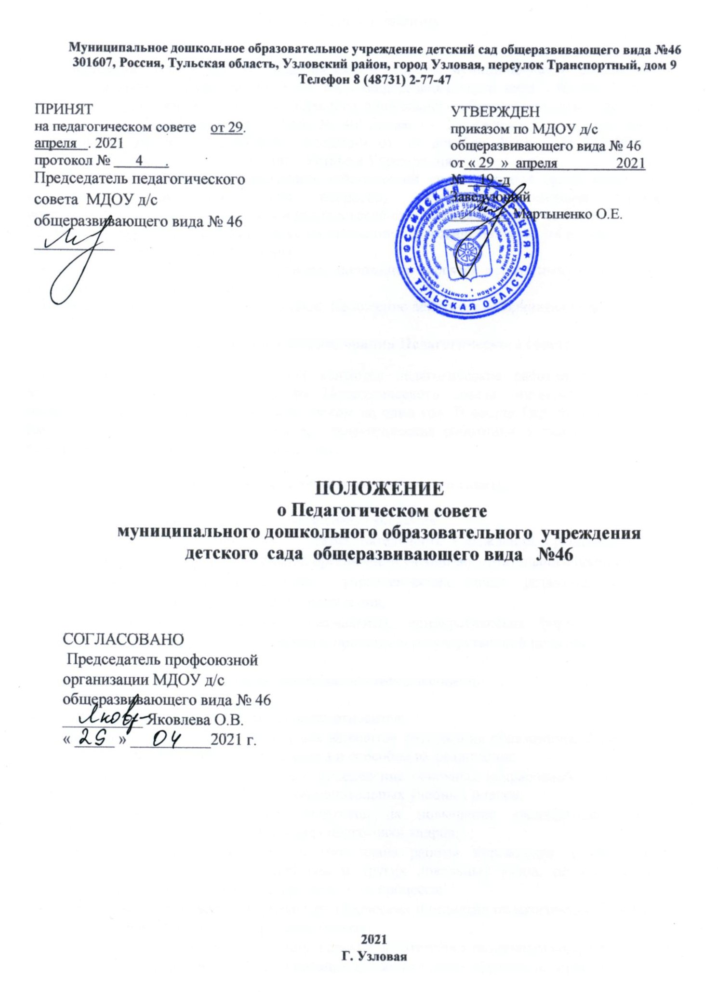 Муниципальное дошкольное образовательное учреждение детский сад общеразвивающего вида №46
301607, Россия, Тульская область, Узловский район, город Узловая, переулок Транспортный, дом 9
Телефон 8 (48731) 2-77-47
ПРИНЯТ
на педагогическом совете от 29.
апреля . 2021
протокол № 4 .
Председатель педагогического
совета МДОУ д/с
общеразвивающего вида № 46
УТВЕРЖДЕН
приказом по МДОУ д/с
общеразвивающего вида № 46
от « 29 » апреля 2021
№ 19 -д
Заведующий
Мартыненко О.Е.
РОССИЙСКАЯ ФЕДЕРАЦИЯ
ТУЛЬСКАЯ ОБЛАСТЬ
ПОЛОЖЕНИЕ
о Педагогическом совете
муниципального дошкольного образовательного учреждения
детского сада общеразвивающего вида №46
СОГЛАСОВАНО
Председатель профсоюзной
организации МДОУ д/с
общеразвивающего вида № 46
Яковлева О.В.
« 29 » 04 2021 г.
2021
Г. Узловая